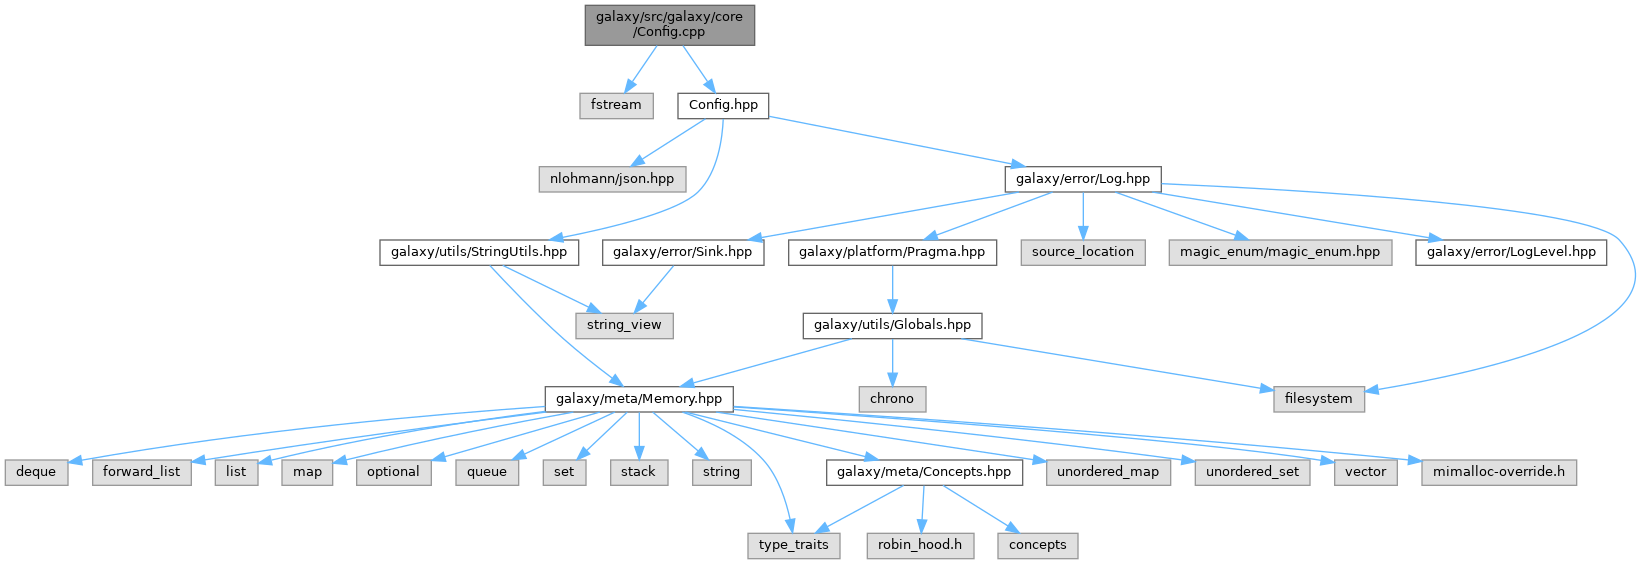 galaxy/src/galaxy/core
/Config.cpp
fstream
Config.hpp
nlohmann/json.hpp
galaxy/error/Log.hpp
galaxy/utils/StringUtils.hpp
galaxy/error/Sink.hpp
galaxy/platform/Pragma.hpp
source_location
magic_enum/magic_enum.hpp
galaxy/error/LogLevel.hpp
string_view
galaxy/utils/Globals.hpp
galaxy/meta/Memory.hpp
chrono
filesystem
deque
forward_list
list
map
optional
queue
set
stack
string
galaxy/meta/Concepts.hpp
unordered_map
unordered_set
vector
mimalloc-override.h
type_traits
robin_hood.h
concepts